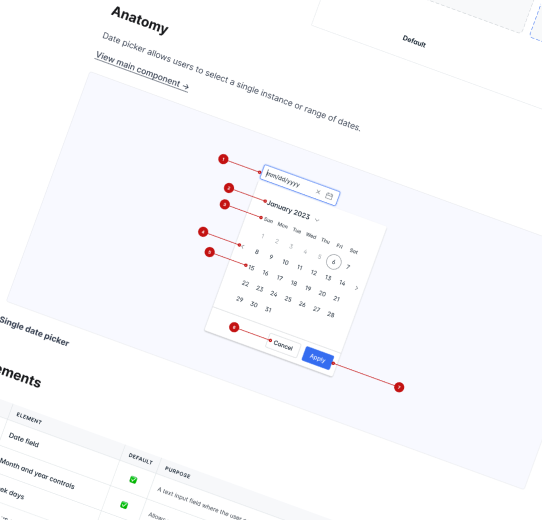 Anatomy
Date picker allows users to select a single instance or range of dates.
View main component →
Default
1
mm/dd/yyyy
2
January 2023
3
Sun Mon Tue Wed Thu Fri Sat
1 2 3 4 5 6 7
4
8 9 10 11 12 13 14
5
15 16 17 18 19 20 21
22 23 24 25 26 27 28
29 30 31
6
Cancel
Apply
7
Single date picker
ements
ELEMENT
DEFAULT
PURPOSE
Date field
A text input field where the user
Month and year controls
ek days